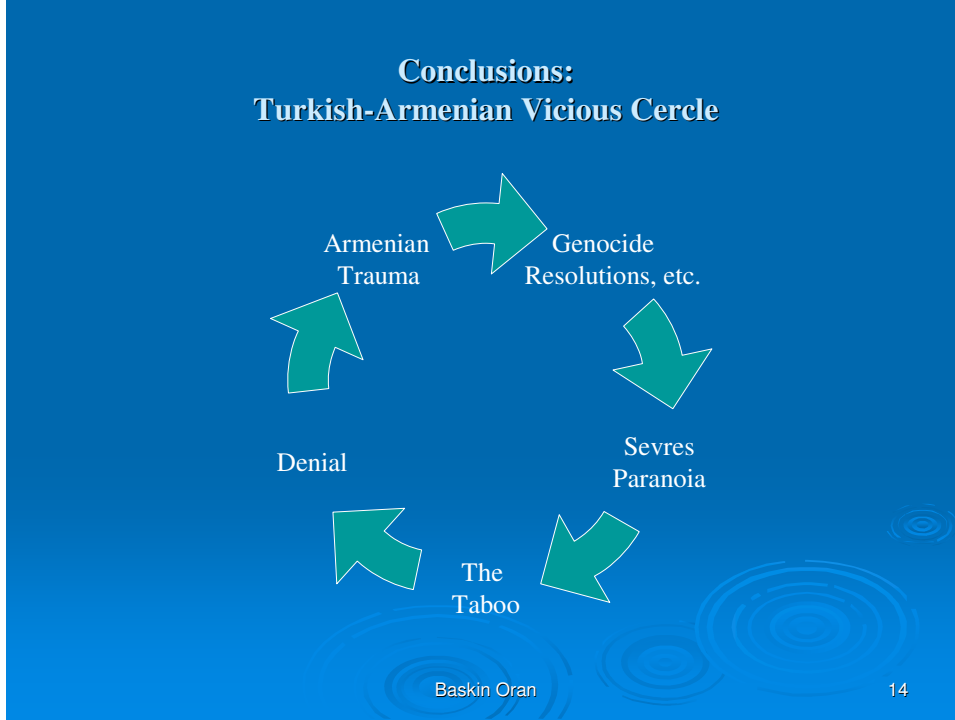 Conclusions:
Turkish-Armenian Vicious Cercle
Armenian
Trauma
Genocide
Resolutions, etc.
Sevres
Paranoia
The
Taboo
Denial
Baskin Oran
14